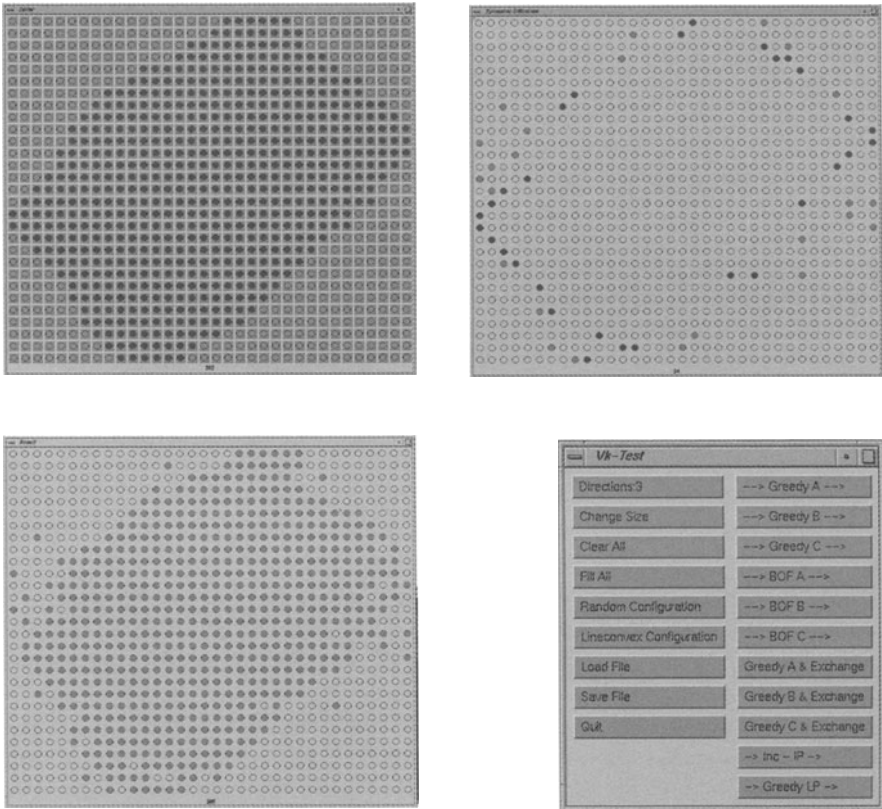 Vk-Test
Directions:3
Change Size
Clear All
Fill All
Random Configuration
Lineconvex Configuration
Load File
Save File
Quit
--> Greedy A -->
--> Greedy B -->
--> Greedy C -->
--> BOF A -->
--> BOF B -->
--> BOF C -->
Greedy A & Exchange
Greedy B & Exchange
Greedy C & Exchange
--> Inc - IP -->
--> Greedy LP -->